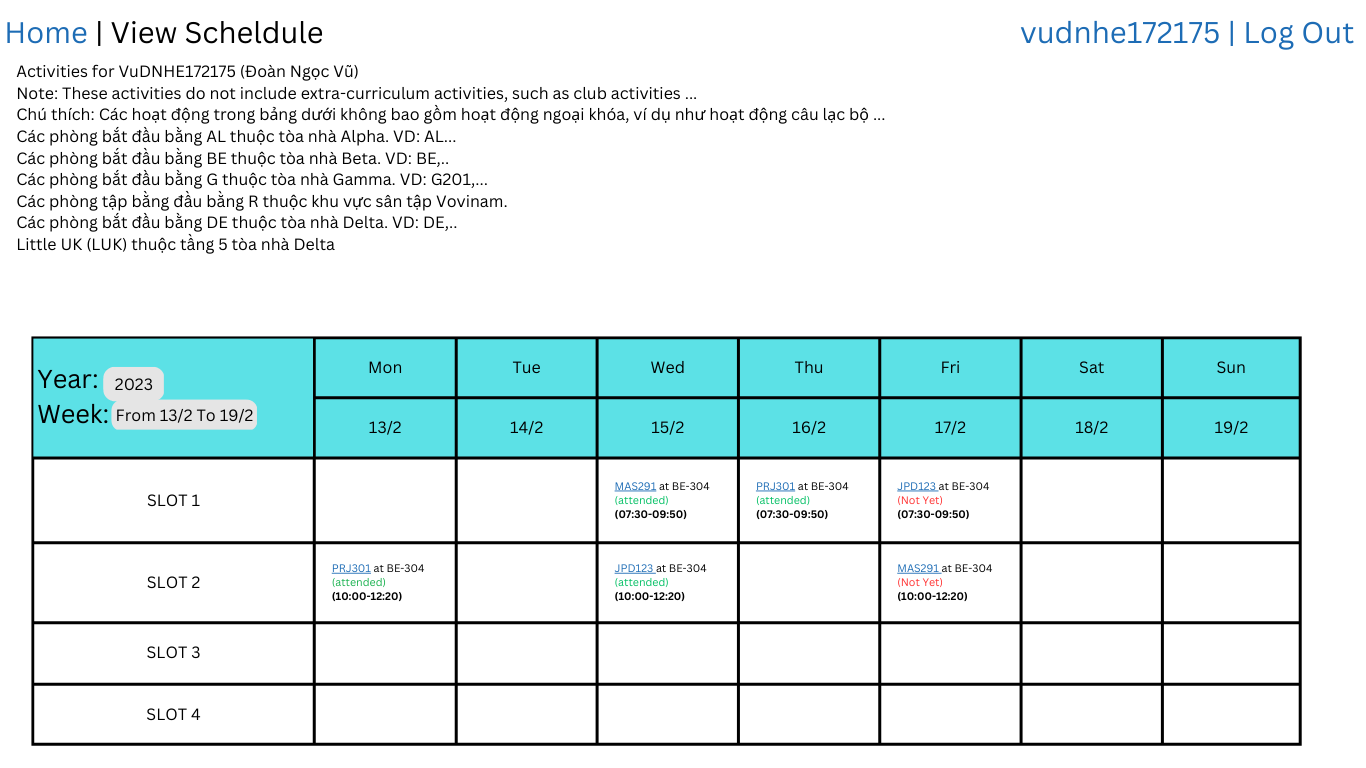 Home | View Scheldule
vudnhe172175 | Log Out
Activities for VuDNHE172175 (Đoàn Ngọc Vũ)
Note: These activities do not include extra-curriculum activities, such as club activities ...
Chú thích: Các hoạt động trong bảng dưới không bao gồm hoạt động ngoại khóa, ví dụ như hoạt động câu lạc bộ ...
Các phòng bắt đầu bằng AL thuộc tòa nhà Alpha. VD: AL...
Các phòng bắt đầu bằng BE thuộc tòa nhà Beta. VD: BE,..
Các phòng bắt đầu bằng G thuộc tòa nhà Gamma. VD: G201,...
Các phòng tập bằng đầu bằng R thuộc khu vực sân tập Vovinam.
Các phòng bắt đầu bằng DE thuộc tòa nhà Delta. VD: DE,..
Little UK (LUK) thuộc tầng 5 tòa nhà Delta
Year: 2023
Week: From 13/2 To 19/2
Mon Tue Wed Thu Fri Sat Sun
13/2 14/2 15/2 16/2 17/2 18/2 19/2
SLOT 1
MAS291 at BE-304
(attended)
(07:30-09:50)
PRJ301 at BE-304
(attended)
(07:30-09:50)
JPD123 at BE-304
(Not Yet)
(07:30-09:50)
SLOT 2
PRJ301 at BE-304
(attended)
(10:00-12:20)
JPD123 at BE-304
(attended)
(10:00-12:20)
MAS291 at BE-304
(Not Yet)
(10:00-12:20)
SLOT 3
SLOT 4